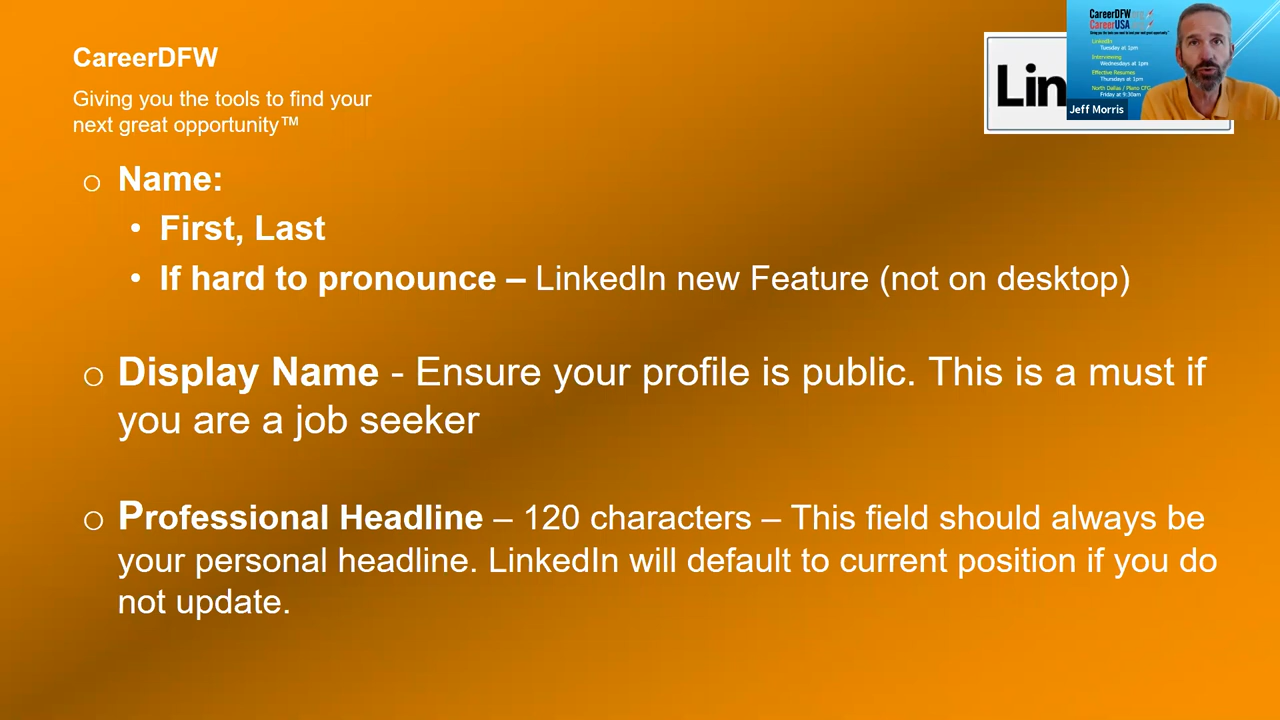 CareerDFW
Giving you the tools to find your
next great opportunity™
Lin
CareerDFW
CareerUSA
LinkedIn
Tuesday at 1pm
Interviewing
Wednesdays at 1pm
Effective Resumes
Thursdays at 1pm
North Dallas / Plano
Friday at 9:30am
Jeff Morris
o Name:
• First, Last
• If hard to pronounce – LinkedIn new Feature (not on desktop)
o Display Name - Ensure your profile is public. This is a must if
you are a job seeker
o Professional Headline – 120 characters – This field should always be
your personal headline. LinkedIn will default to current position if you do
not update.